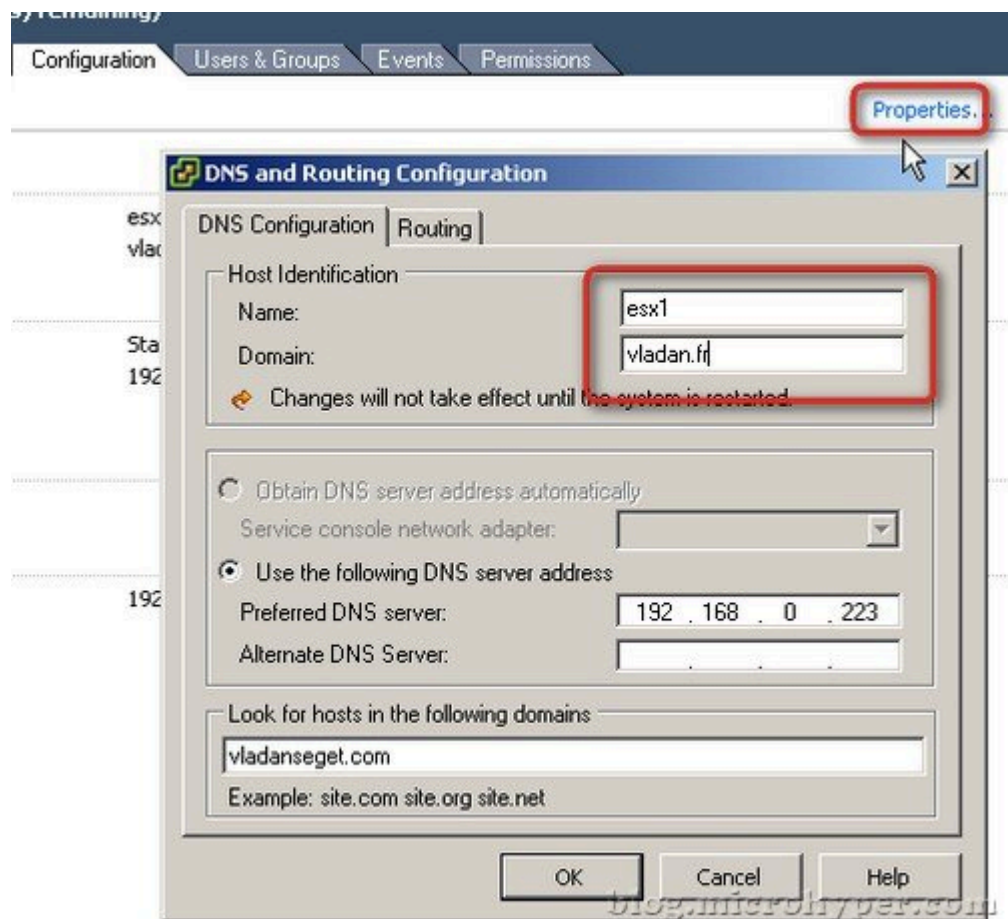 remaining)
Configuration Users & Groups Events Permissions
Properties...
DNS and Routing Configuration
esx
vlad
DNS Configuration Routing
Host Identification
Name: esx1
Domain: vladan.fr
Changes will not take effect until the system is restarted.
Sta
192
Obtain DNS server address automatically
Service console network adapter:
Use the following DNS server address
192
Preferred DNS server: 192 . 168 . 0 . 223
Alternate DNS Server: . . .
Look for hosts in the following domains
vladanseget.com
Example: site.com site.org site.net
OK Cancel Help
blog.microhyper.com